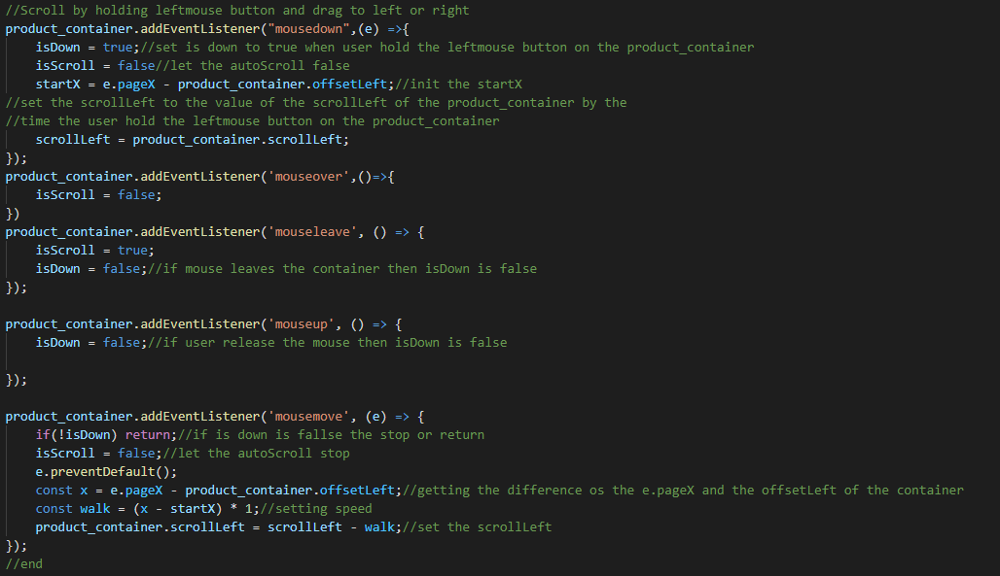 //Scroll by holding leftmouse button and drag to left or right
product_container.addEventListener("mousedown",(e) =>{
    isDown = true;//set is down to true when user hold the leftmouse button on the product_container
    isScroll = false//let the autoScroll false
    startX = e.pageX - product_container.offsetLeft;//init the startX
//set the scrollLeft to the value of the scrollLeft of the product_container by the
//time the user hold the leftmouse button on the product_container
    scrollLeft = product_container.scrollLeft;
});
product_container.addEventListener('mouseover',()=>{
    isScroll = false;
})
product_container.addEventListener('mouseleave', () => {
    isScroll = true;
    isDown = false;//if mouse leaves the container then isDown is false
});

product_container.addEventListener('mouseup', () => {
    isDown = false;//if user release the mouse then isDown is false

});

product_container.addEventListener('mousemove', (e) => {
    if(!isDown) return;//if is down is fallse the stop or return
    isScroll = false;//let the autoScroll stop
    e.preventDefault();
    const x = e.pageX - product_container.offsetLeft;//getting the difference os the e.pageX and the offsetLeft of the container
    const walk = (x - startX) * 1;//setting speed
    product_container.scrollLeft = scrollLeft - walk;//set the scrollLeft
});
//end